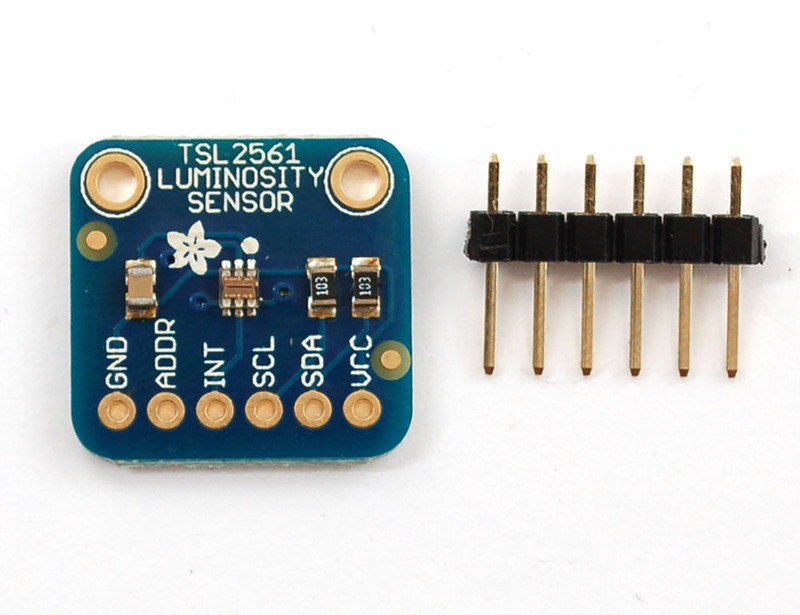 TSL2561
LUMINOSITY
SENSOR
103
103
GND
ADDR
INT
SCL
SDA
VCC